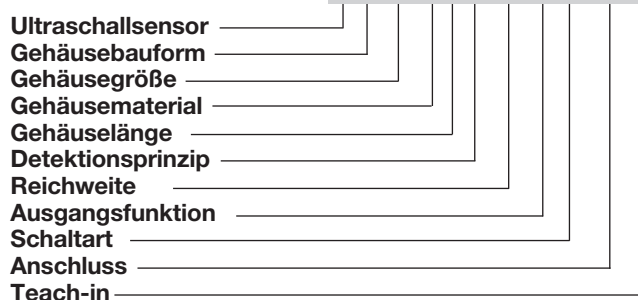 Ultraschallsensor
Gehäusebauform
Gehäusegröße
Gehäusematerial
Gehäuselänge
Detektionsprinzip
Reichweite
Ausgangsfunktion
Schaltart
Anschluss
Teach-in